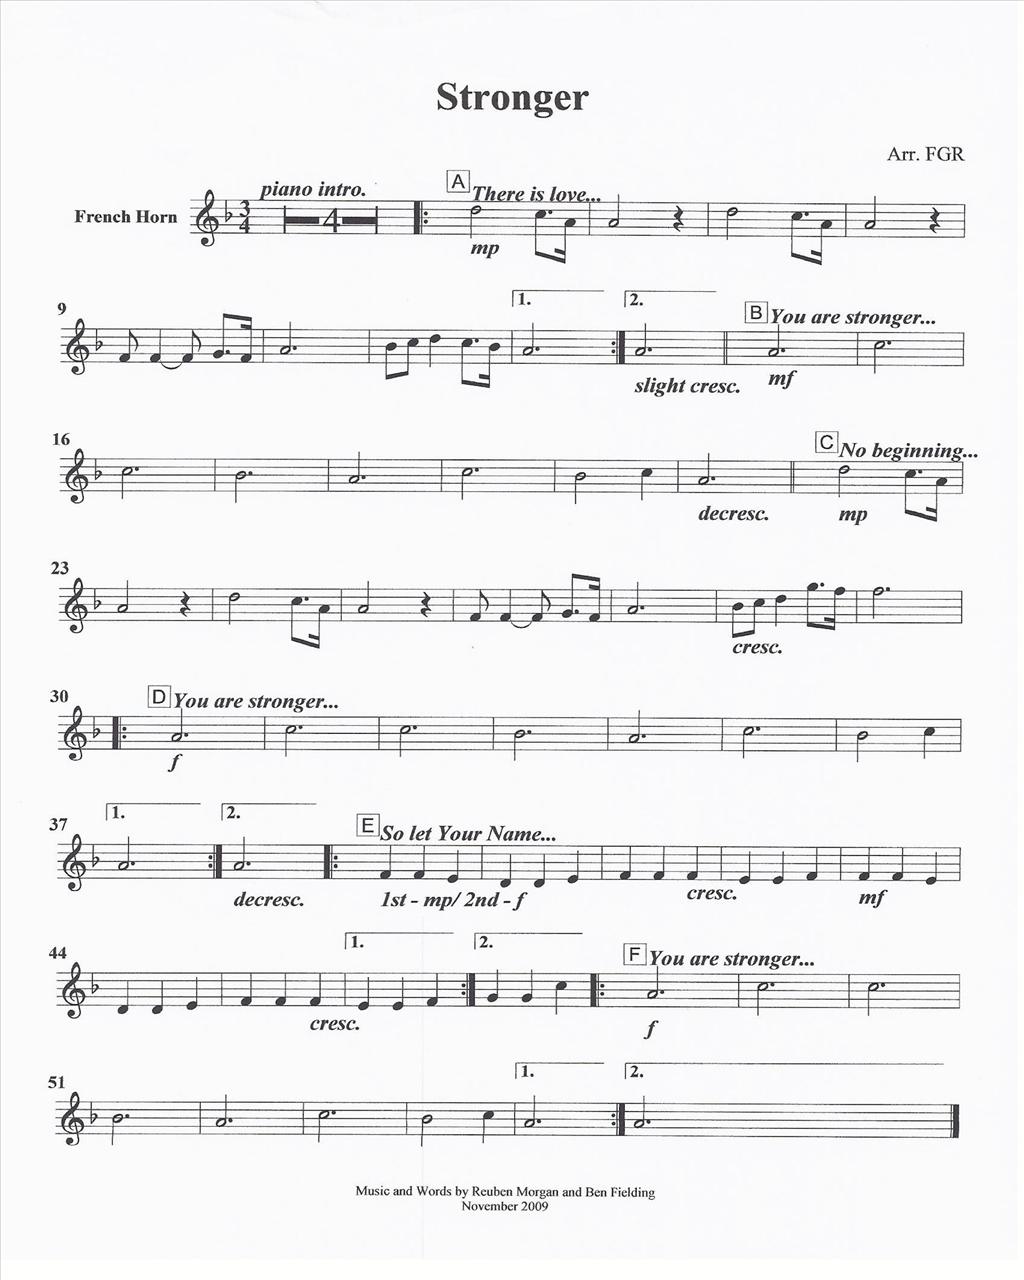 Stronger
Arr. FGR
piano intro. A There is love...
French Horn 3/4 4
mp
9 1. 2. B You are stronger...
slight cresc. mf
16 C No beginning...
decresc. mp
23
cresc.
30 D You are stronger...
f
37 1. 2. E So let Your Name...
decresc. 1st - mp/ 2nd - f cresc. mf
44 1. 2. F You are stronger...
cresc. f
51 1. 2.
Music and Words by Reuben Morgan and Ben Fielding
November 2009